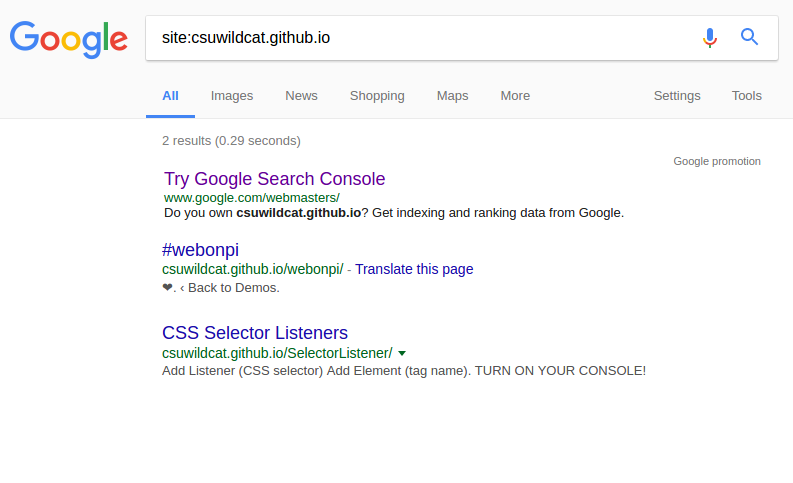 Google
site:csuwildcat.github.io
All Images News Shopping Maps More Settings Tools
2 results (0.29 seconds)
Google promotion
Try Google Search Console
www.google.com/webmasters/
Do you own csuwildcat.github.io? Get indexing and ranking data from Google.
#webonpi
csuwildcat.github.io/webonpi/ - Translate this page
❤. ‹ Back to Demos.
CSS Selector Listeners
csuwildcat.github.io/SelectorListener/
Add Listener (CSS selector) Add Element (tag name). TURN ON YOUR CONSOLE!